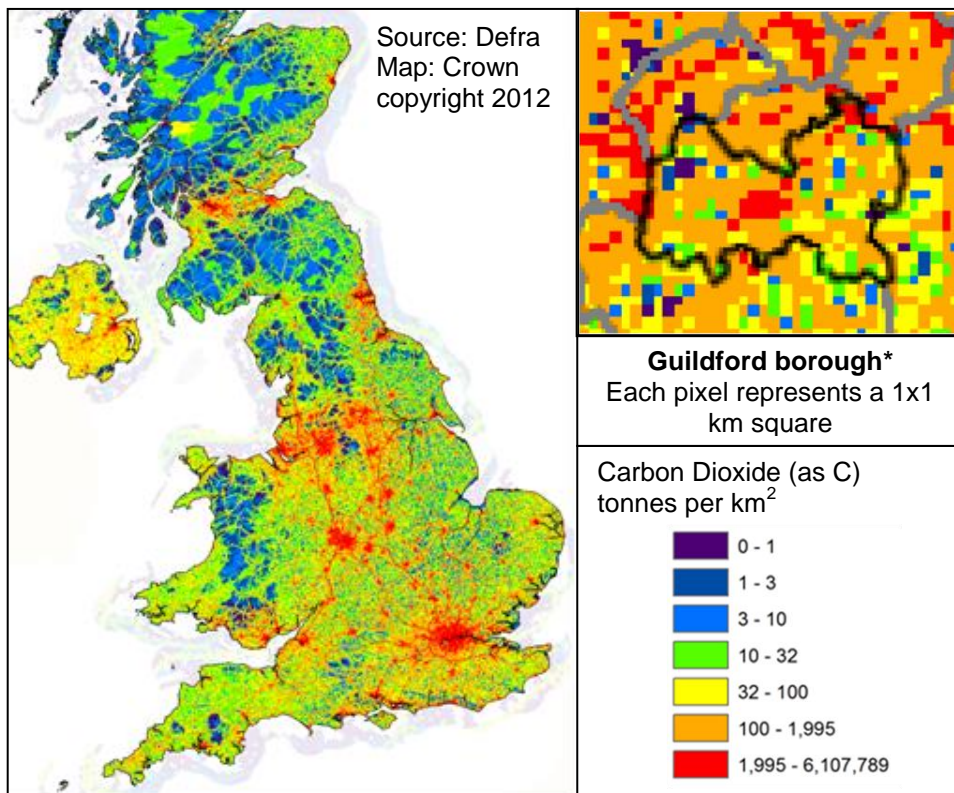 Source: Defra
Map: Crown
copyright 2012
Guildford borough*
Each pixel represents a 1x1
km square
Carbon Dioxide (as C)
tonnes per km²
0 - 1
1 - 3
3 - 10
10 - 32
32 - 100
100 - 1,995
1,995 - 6,107,789